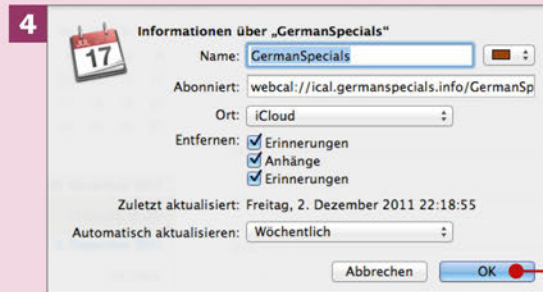 4
Informationen über „GermanSpecials“
JUL
17
Name: GermanSpecials
Abonniert: webcal://ical.germanspecials.info/GermanSp
Ort: iCloud
Entfernen: Erinnerungen
Anhänge
Erinnerungen
Zuletzt aktualisiert: Freitag, 2. Dezember 2011 22:18:55
Automatisch aktualisieren: Wöchentlich
Abbrechen OK